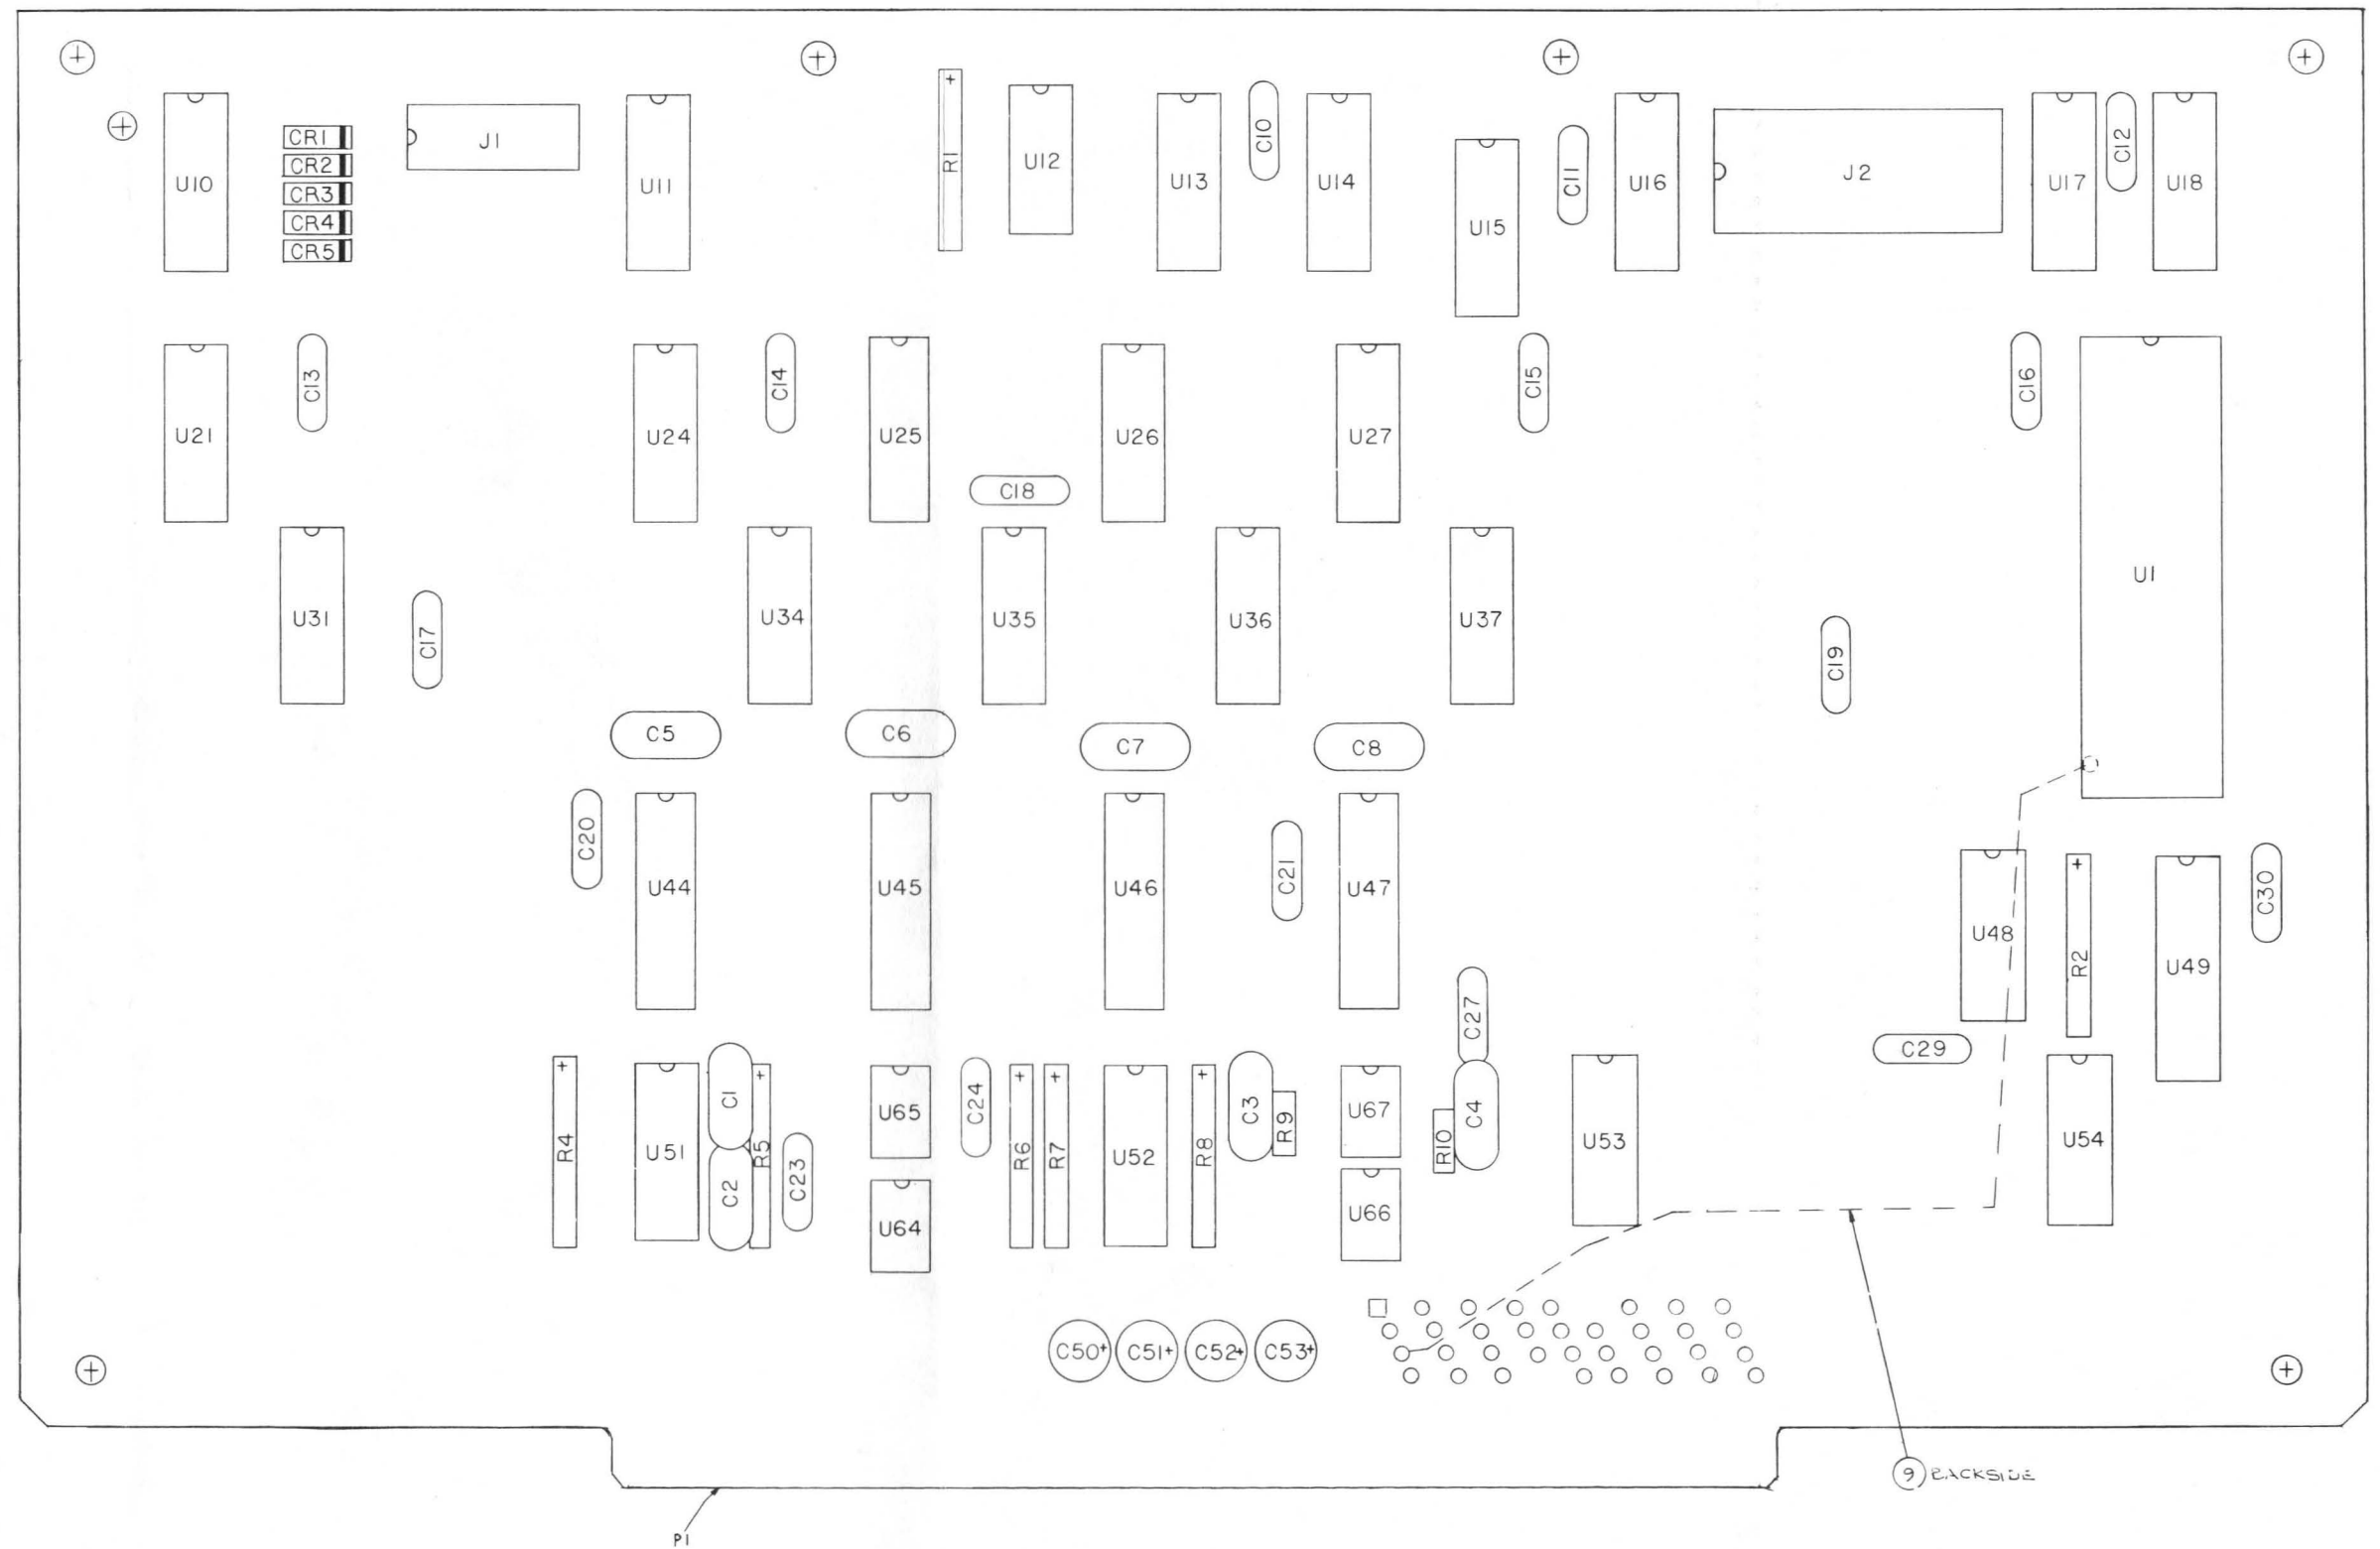 U10
CR1
CR2
CR3
CR4
CR5
J1
U11
+
R1
U12
U13
C10
U14
U15
C11
U16
J2
U17
C12
U18
U21
C13
U24
C14
U25
C18
U26
U27
C15
C16
U1
U31
C17
U34
U35
U36
U37
C19
C5
C6
C7
C8
C20
U44
U45
U46
C21
U47
U48
+
R2
U49
C30
C27
C29
+
R4
U51
C1
C2
+
R5
C23
U65
U64
C24
+
R6
+
R7
U52
+
R8
C3
R9
U67
U66
R10
C4
U53
U54
C50+
C51+
C52+
C53+
9 BACKSIDE
P1